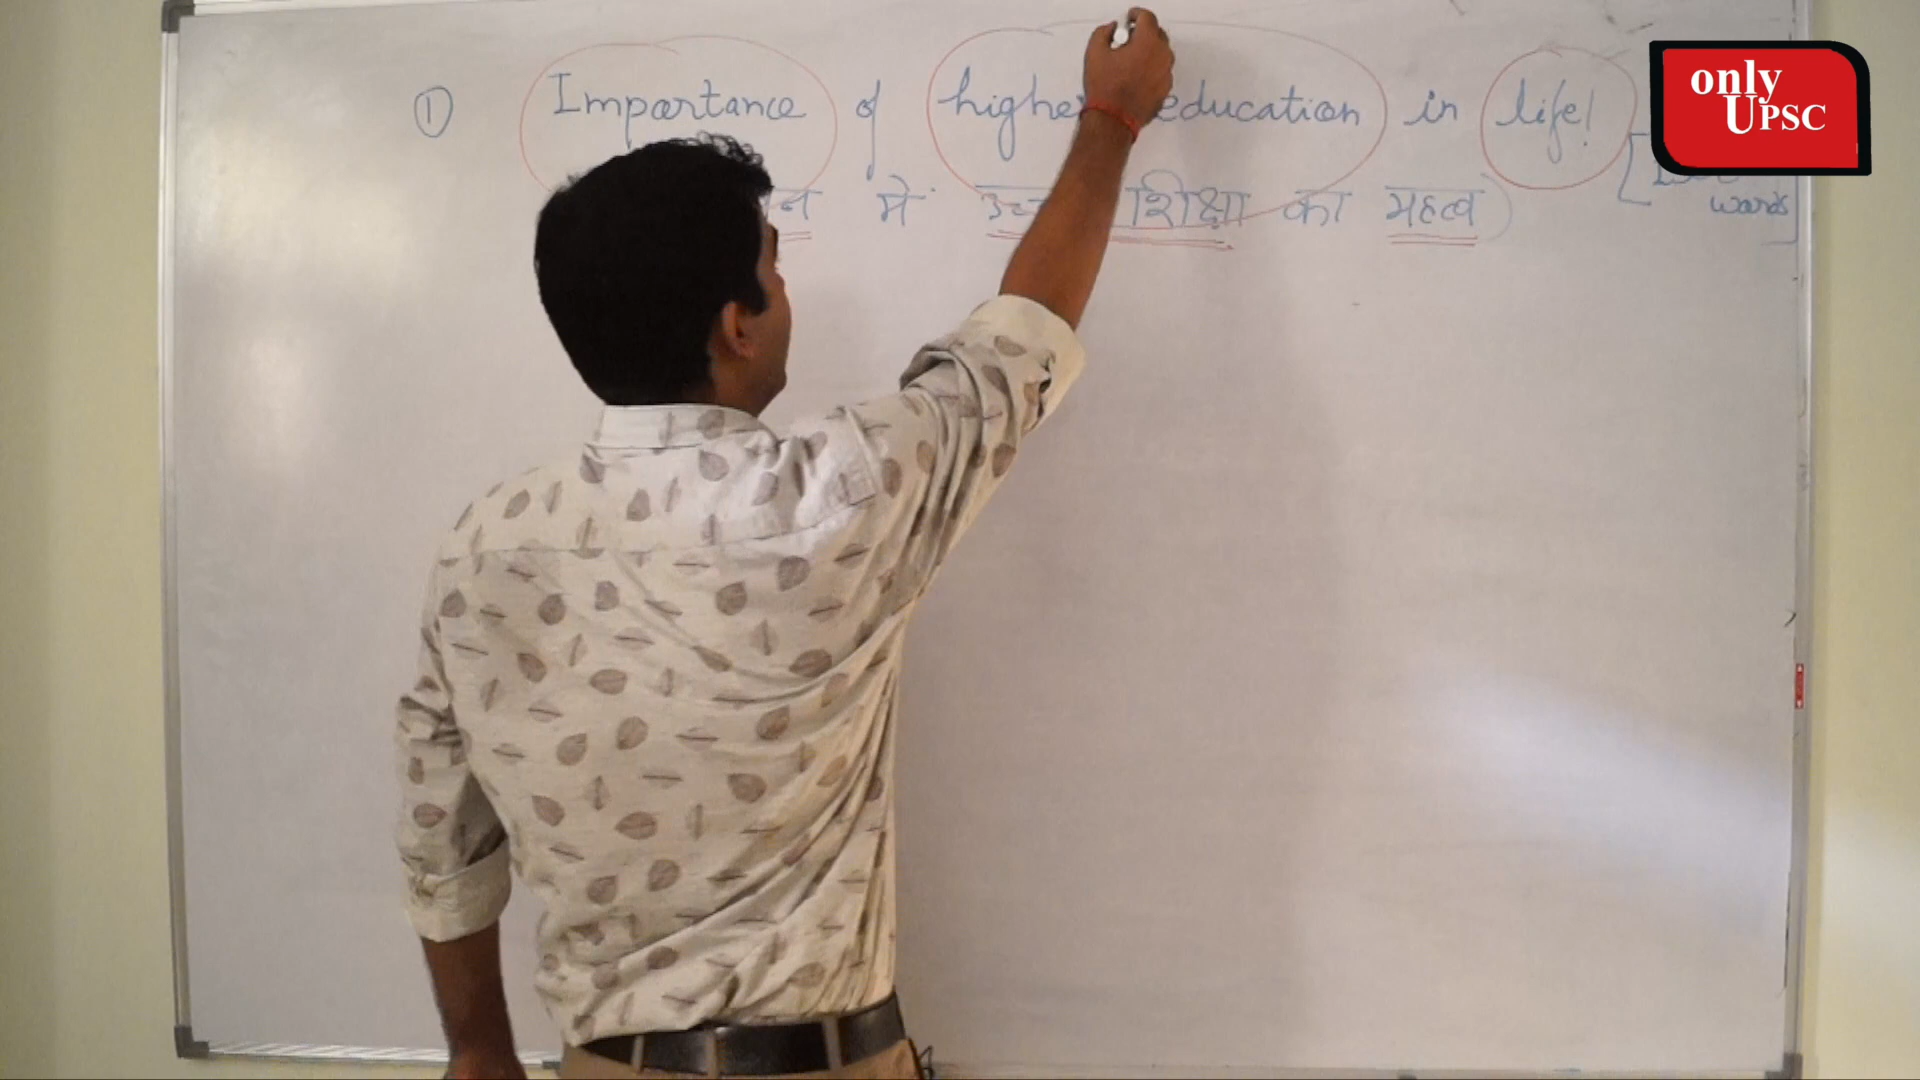 ① Importance of higher education in life!
में शिक्षा का महत्व
words
only
UPSC